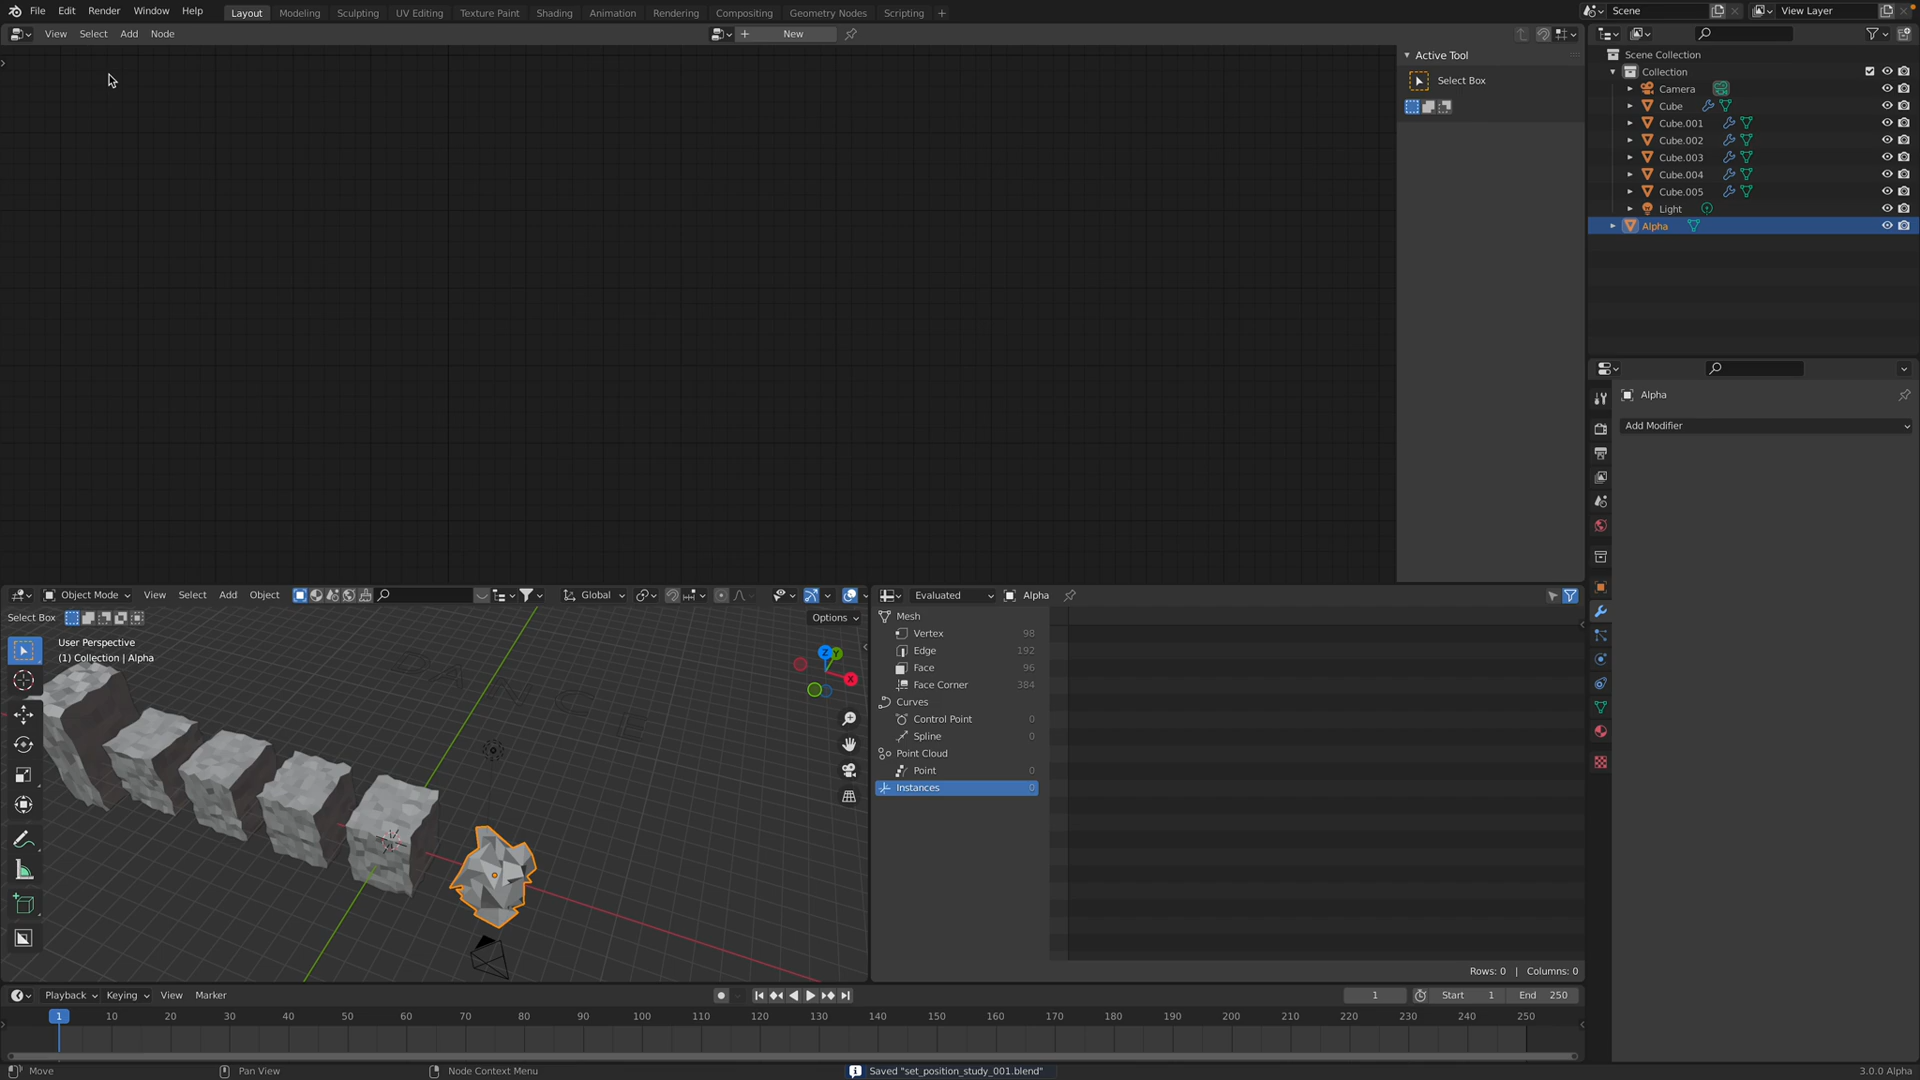 File Edit Render Window Help Layout Modeling Sculpting UV Editing Texture Paint Shading Animation Rendering Compositing Geometry Nodes Scripting + Scene View Layer
View Select Add Node + New
Active Tool
Select Box
Scene Collection
Collection
Camera
Cube
Cube.001
Cube.002
Cube.003
Cube.004
Cube.005
Light
Alpha
Alpha
Add Modifier
Object Mode View Select Add Object Global
Select Box Options
User Perspective
(1) Collection | Alpha
Z Y
X
Evaluated Alpha
Mesh
Vertex 98
Edge 192
Face 96
Face Corner 384
Curves
Control Point 0
Spline 0
Point Cloud
Point 0
Instances 0
Rows: 0 | Columns: 0
Playback Keying View Marker 1 Start 1 End 250
1 10 20 30 40 50 60 70 80 90 100 110 120 130 140 150 160 170 180 190 200 210 220 230 240 250
Move Pan View Node Context Menu Saved "set_position_study_001.blend" 3.0.0 Alpha